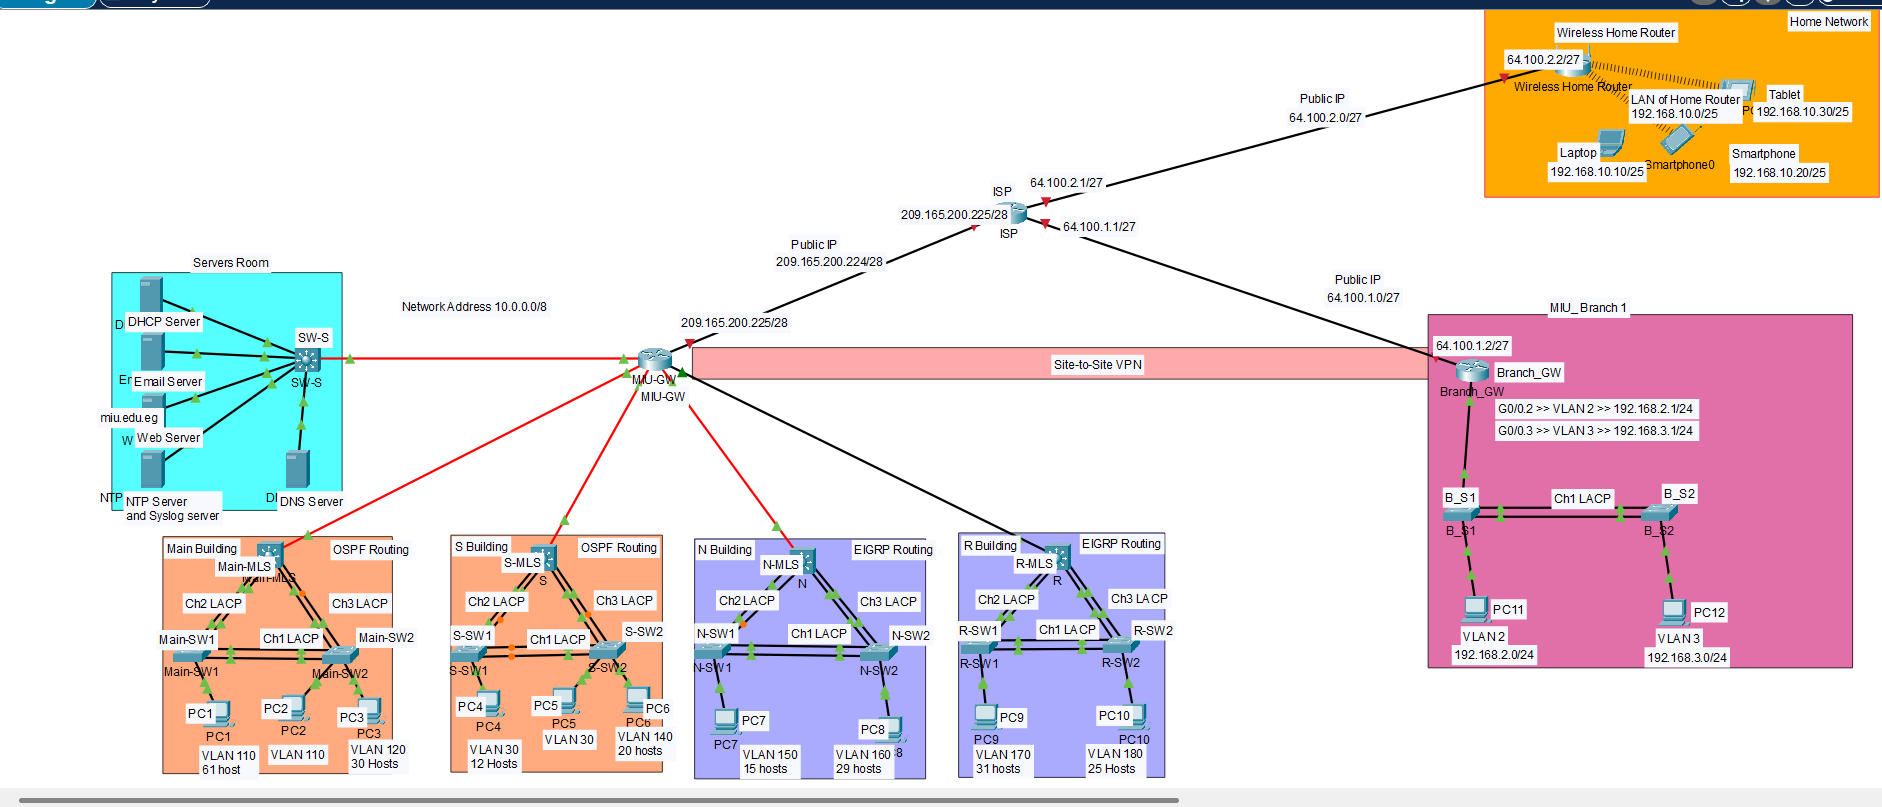 Home Network
Wireless Home Router
64.100.2.2/27
Wireless Home Router
Tablet
192.168.10.30/25
LAN of Home Router
192.168.10.0/25
Laptop
192.168.10.10/25
Smartphone0
Smartphone
192.168.10.20/25
Public IP
64.100.2.0/27
ISP
64.100.2.1/27
209.165.200.225/28
64.100.1.1/27
ISP
Public IP
209.165.200.224/28
Public IP
64.100.1.0/27
Servers Room
Network Address 10.0.0.0/8
209.165.200.225/28
DHCP Server
SW-S
SW-S
Email Server
miu.edu.eg
Web Server
NTP
NTP Server
and Syslog server
DNS Server
MIU-GW
MIU-GW
Site-to-Site VPN
MIU_ Branch 1
64.100.1.2/27
Branch_GW
Branch_GW
G0/0.2 >> VLAN 2 >> 192.168.2.1/24
G0/0.3 >> VLAN 3 >> 192.168.3.1/24
B_S1
Ch1 LACP
B_S2
B_S1
B_S2
PC11
PC12
VLAN 2
192.168.2.0/24
VLAN 3
192.168.3.0/24
Main Building
OSPF Routing
Main-MLS
Main-MLS
Ch2 LACP
Ch3 LACP
Main-SW1
Ch1 LACP
Main-SW2
Main-SW1
Main-SW2
PC1
PC2
PC3
PC1
PC2
PC3
VLAN 110
61 host
VLAN 110
VLAN 120
30 Hosts
S Building
OSPF Routing
S-MLS
S
Ch2 LACP
Ch3 LACP
S-SW1
Ch1 LACP
S-SW2
S-SW1
S-SW2
PC4
PC5
PC6
PC4
PC5
PC6
VLAN 30
12 Hosts
VLAN 30
VLAN 140
20 hosts
N Building
EIGRP Routing
N-MLS
N
Ch2 LACP
Ch3 LACP
N-SW1
Ch1 LACP
N-SW2
N-SW1
N-SW2
PC7
PC8
PC7
8
VLAN 150
15 hosts
VLAN 160
29 hosts
R Building
EIGRP Routing
R-MLS
R
Ch2 LACP
Ch3 LACP
R-SW1
Ch1 LACP
R-SW2
R-SW1
R-SW2
PC9
PC10
PC9
PC10
VLAN 170
31 hosts
VLAN 180
25 Hosts